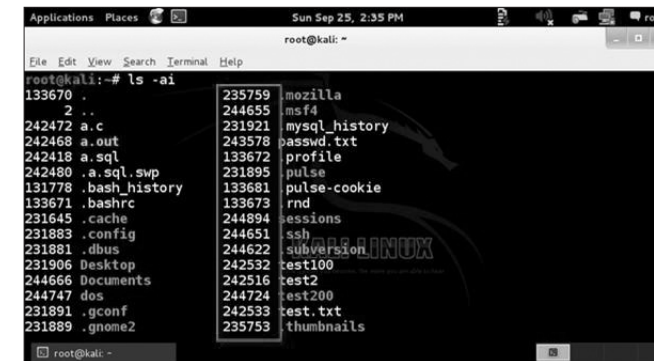 Applications Places Sun Sep 25, 2:35 PM ro
root@kali: ~
File Edit View Search Terminal Help
root@kali:~# ls -ai
133670 . 235759 .mozilla
2 .. 244655 .msf4
242472 a.c 231921 .mysql_history
242468 a.out 243578 passwd.txt
242418 a.sql 133672 .profile
242480 .a.sql.swp 231895 .pulse
131778 .bash_history 133681 .pulse-cookie
133671 .bashrc 133673 .rnd
231645 .cache 244894 sessions
231883 .config 244651 .ssh
231881 .dbus 244622 .subversion
231906 Desktop 242532 test100
244666 Documents 242516 test2
244747 dos 244724 test200
231891 .gconf 242533 test.txt
231889 .gnome2 235753 .thumbnails
KALI LINUX
root@kali: ~